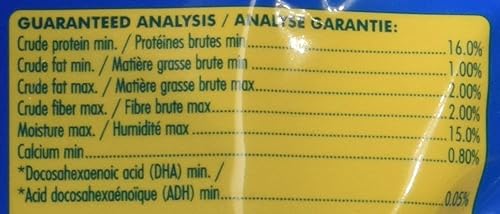 GUARANTEED ANALYSIS / ANALYSE GARANTIE:
Crude protein min. / Protéines brutes min..........16.0%
Crude fat min. / Matière grasse brute min..........1.00%
Crude fat max. / Matière grasse brute max..........2.00%
Crude fiber max. / Fibre brute max..........2.00%
Moisture max. / Humidité max..........15.0%
Calcium min..........0.80%
*Docosahexaenoic acid (DHA) min. /
*Acid docosahexaénoïque (ADH) min..........0.05%